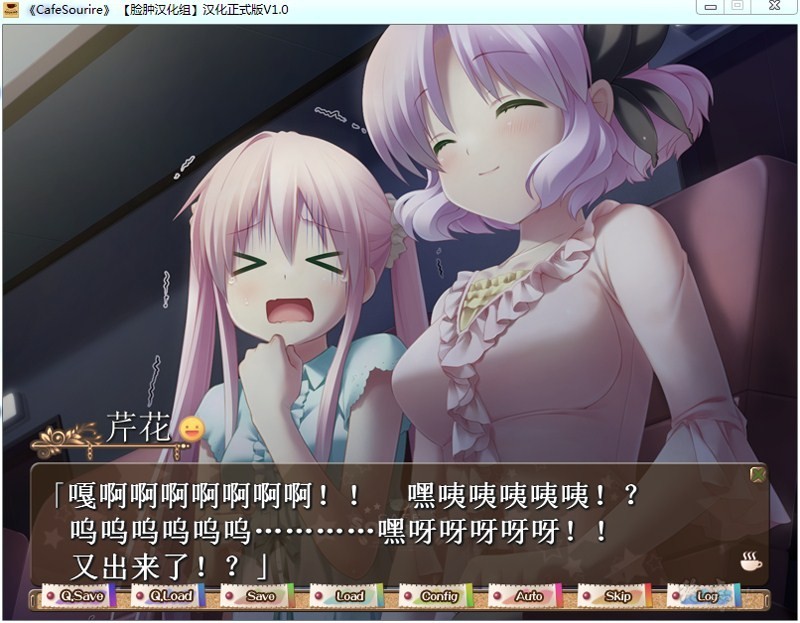 《CafeSourire》 【脸肿汉化组】汉化正式版V1.0
芹花
「嘎啊啊啊啊啊啊啊！！　嘿咦咦咦咦咦！？
呜呜呜呜呜呜…………嘿呀呀呀呀呀！！
又出来了！？」
Q.Save Q.Load Save Load Config Auto Skip Log